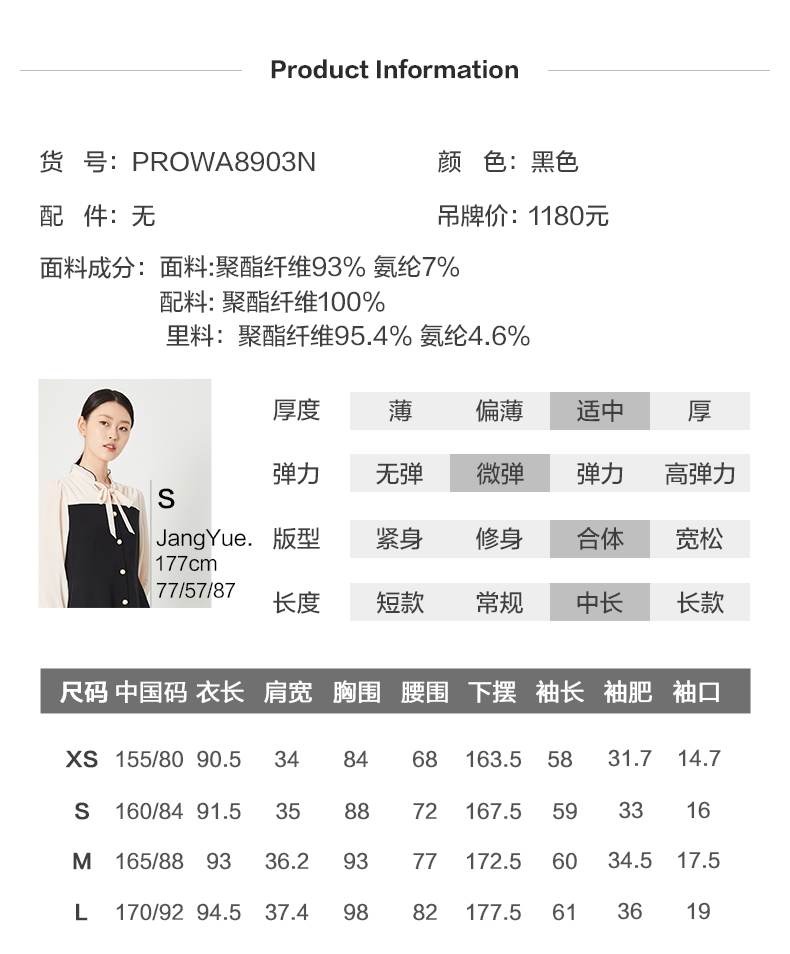 Product Information
货 号：PROWA8903N 颜 色：黑色
配 件：无 吊牌价：1180元
面料成分：面料:聚酯纤维93% 氨纶7%
配料: 聚酯纤维100%
里料：聚酯纤维95.4% 氨纶4.6%
厚度 薄 偏薄 适中 厚
弹力 无弹 微弹 弹力 高弹力
版型 紧身 修身 合体 宽松
长度 短款 常规 中长 长款
S
JangYue.
177cm
77/57/87
尺码 中国码 衣长 肩宽 胸围 腰围 下摆 袖长 袖肥 袖口
XS 155/80 90.5 34 84 68 163.5 58 31.7 14.7
S 160/84 91.5 35 88 72 167.5 59 33 16
M 165/88 93 36.2 93 77 172.5 60 34.5 17.5
L 170/92 94.5 37.4 98 82 177.5 61 36 19